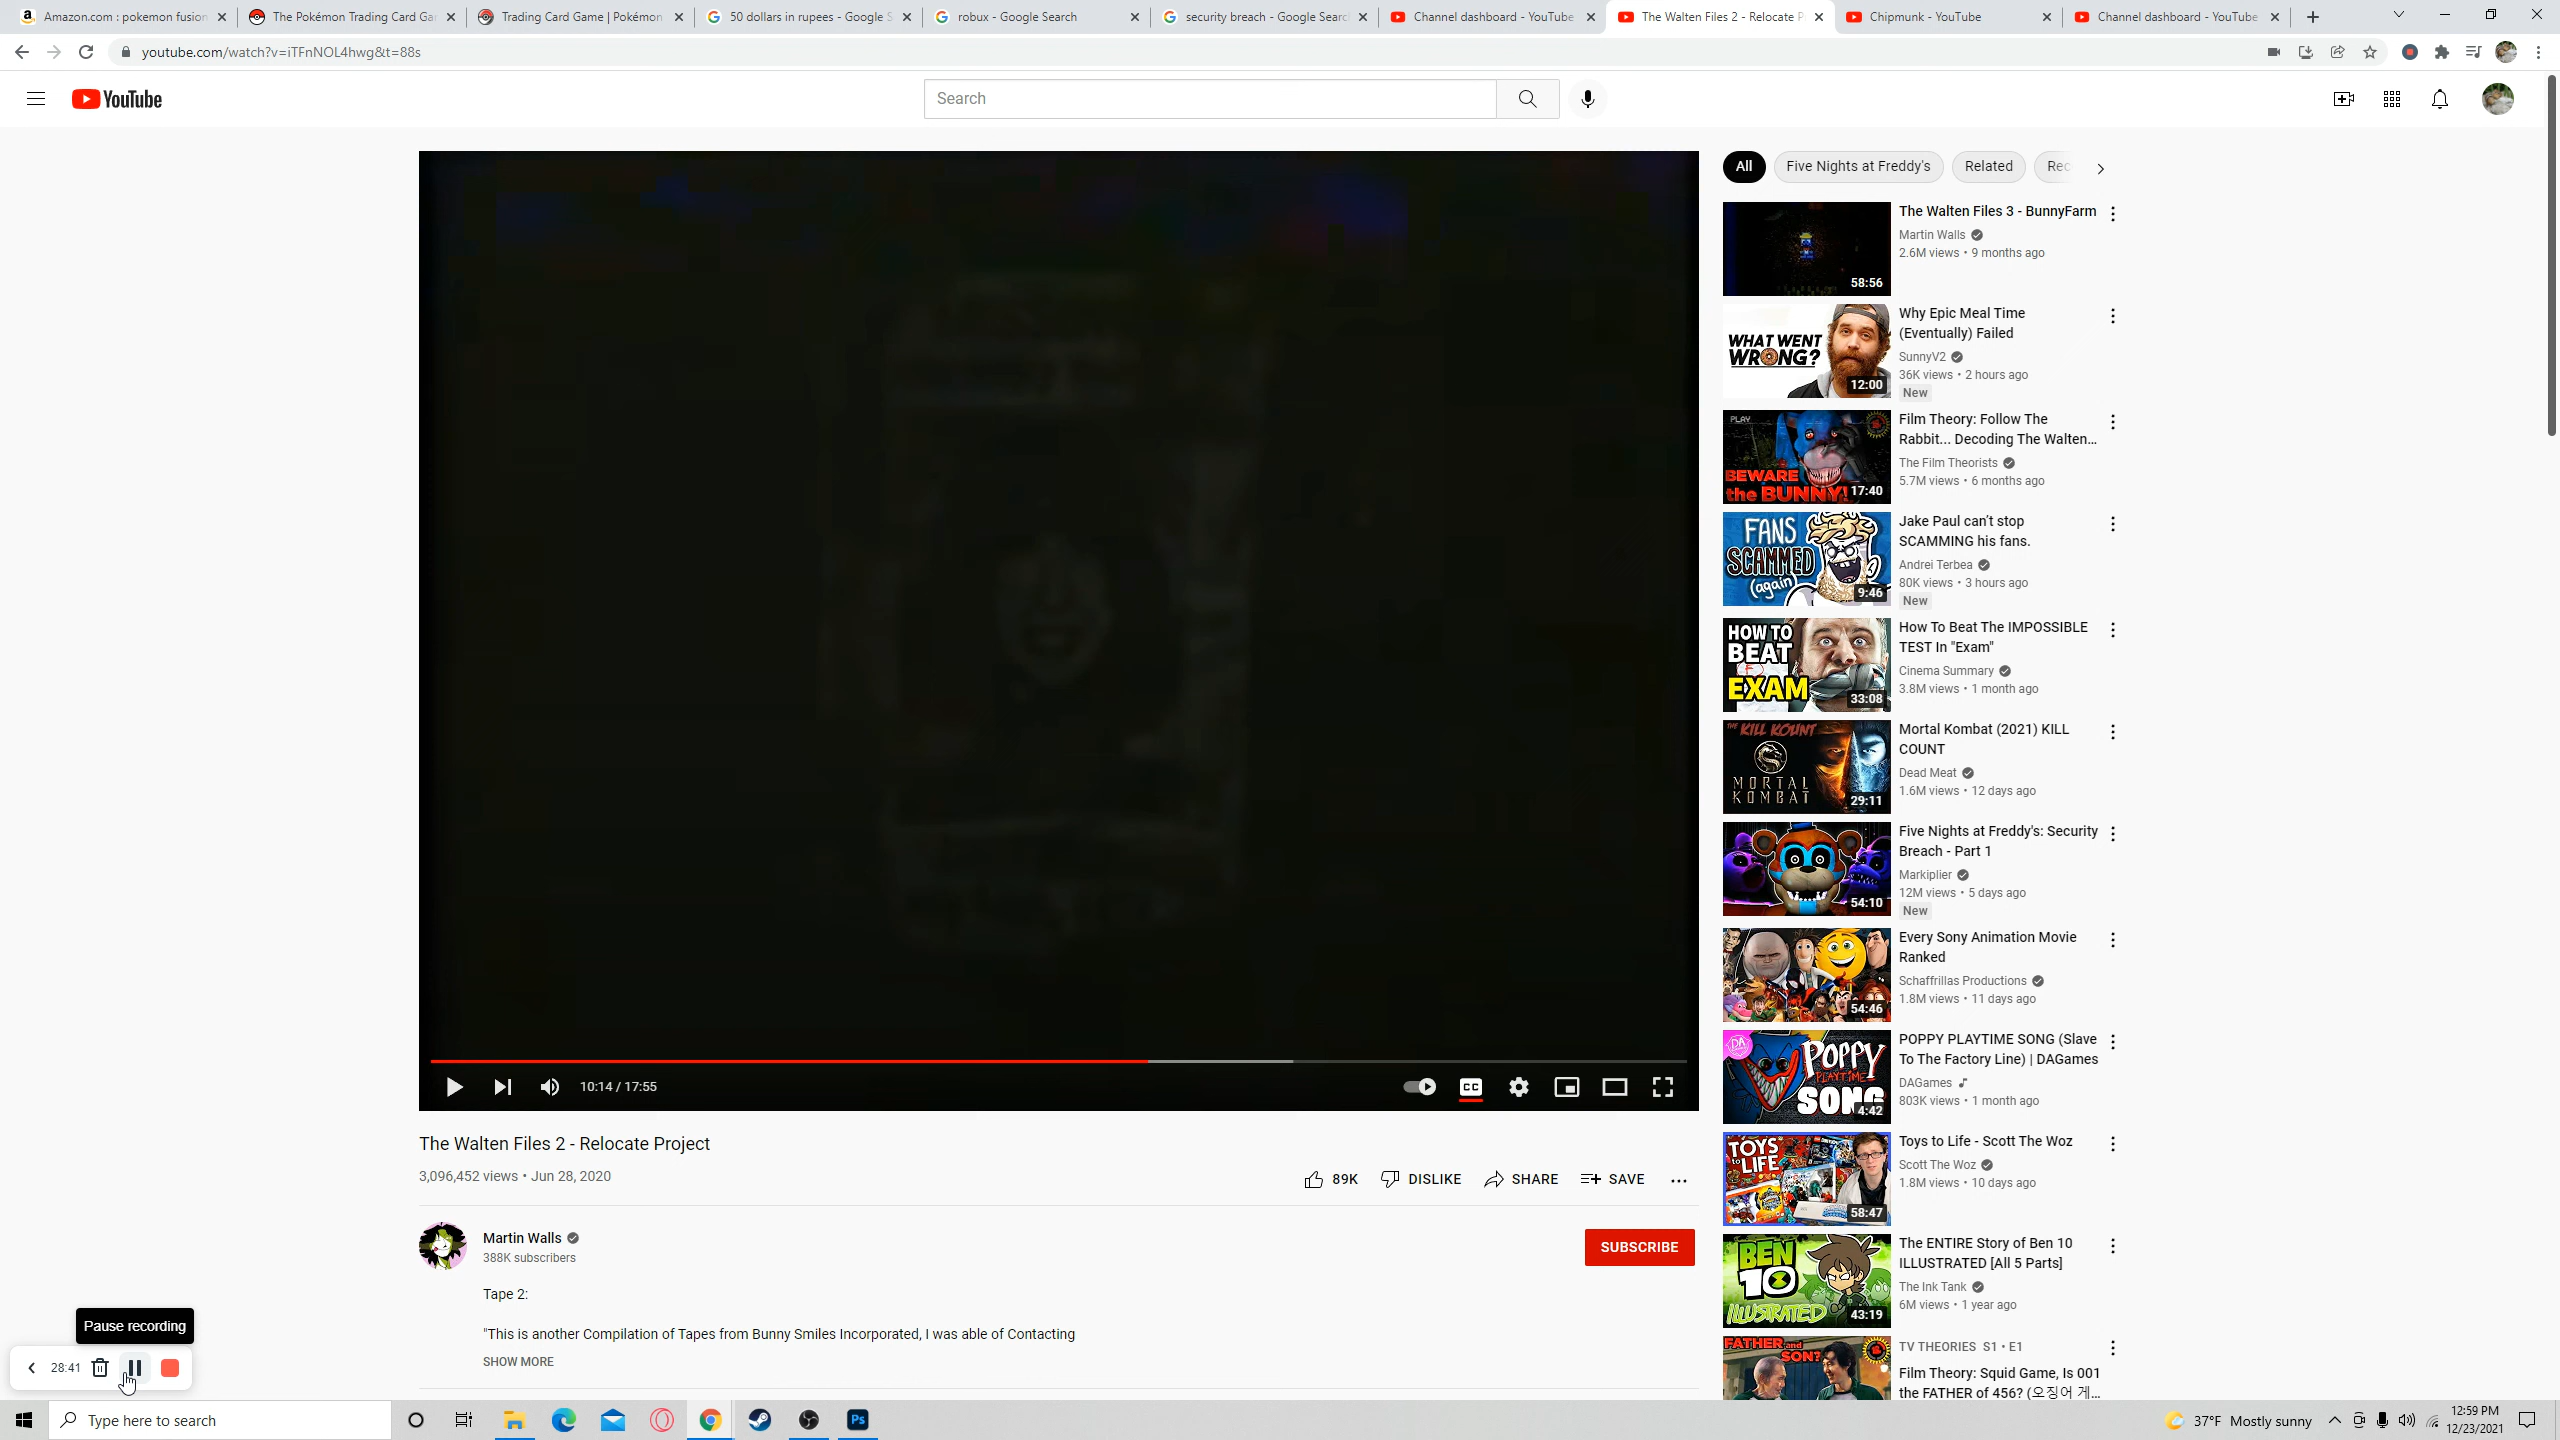 Amazon.com : pokemon fusion
The Pokémon Trading Card Ga
Trading Card Game | Pokémon
50 dollars in rupees - Google S
robux - Google Search
security breach - Google Searc
Channel dashboard - YouTube
The Walten Files 2 - Relocate P
Chipmunk - YouTube
Channel dashboard - YouTube
youtube.com/watch?v=iTFnNOL4hwg&t=88s
YouTube
Search
All
Five Nights at Freddy's
Related
Rec
58:56
The Walten Files 3 - BunnyFarm
Martin Walls
2.6M views • 9 months ago
WHAT WENT
WRONG?
12:00
Why Epic Meal Time
(Eventually) Failed
SunnyV2
36K views • 2 hours ago
New
PLAY
BEWARE
the BUNNY!
17:40
Film Theory: Follow The
Rabbit... Decoding The Walten...
The Film Theorists
5.7M views • 6 months ago
FANS
SCAMMED
(again)
9:46
Jake Paul can't stop
SCAMMING his fans.
Andrei Terbea
80K views • 3 hours ago
New
HOW TO
BEAT
EXAM
33:08
How To Beat The IMPOSSIBLE
TEST In "Exam"
Cinema Summary
3.8M views • 1 month ago
THE KILL KOUNT
MORTAL
KOMBAT
29:11
Mortal Kombat (2021) KILL
COUNT
Dead Meat
1.6M views • 12 days ago
54:10
Five Nights at Freddy's: Security
Breach - Part 1
Markiplier
12M views • 5 days ago
New
54:46
Every Sony Animation Movie
Ranked
Schaffrillas Productions
1.8M views • 11 days ago
DA
POPPY
PLAYTIME
SONG
4:42
POPPY PLAYTIME SONG (Slave
To The Factory Line) | DAGames
DAGames
803K views • 1 month ago
TOYS
to LIFE
58:47
Toys to Life - Scott The Woz
Scott The Woz
1.8M views • 10 days ago
BEN
10
ILLUSTRATED
43:19
The ENTIRE Story of Ben 10
ILLUSTRATED [All 5 Parts]
The Ink Tank
6M views • 1 year ago
FATHER and
SON?
TV THEORIES S1 • E1
Film Theory: Squid Game, Is 001
the FATHER of 456? (오징어 게...
10:14 / 17:55
CC
The Walten Files 2 - Relocate Project
3,096,452 views • Jun 28, 2020
89K
DISLIKE
SHARE
SAVE
Martin Walls
388K subscribers
SUBSCRIBE
Tape 2:
"This is another Compilation of Tapes from Bunny Smiles Incorporated, I was able of Contacting
SHOW MORE
Pause recording
28:41
Type here to search
Ps
37°F Mostly sunny
12:59 PM
12/23/2021